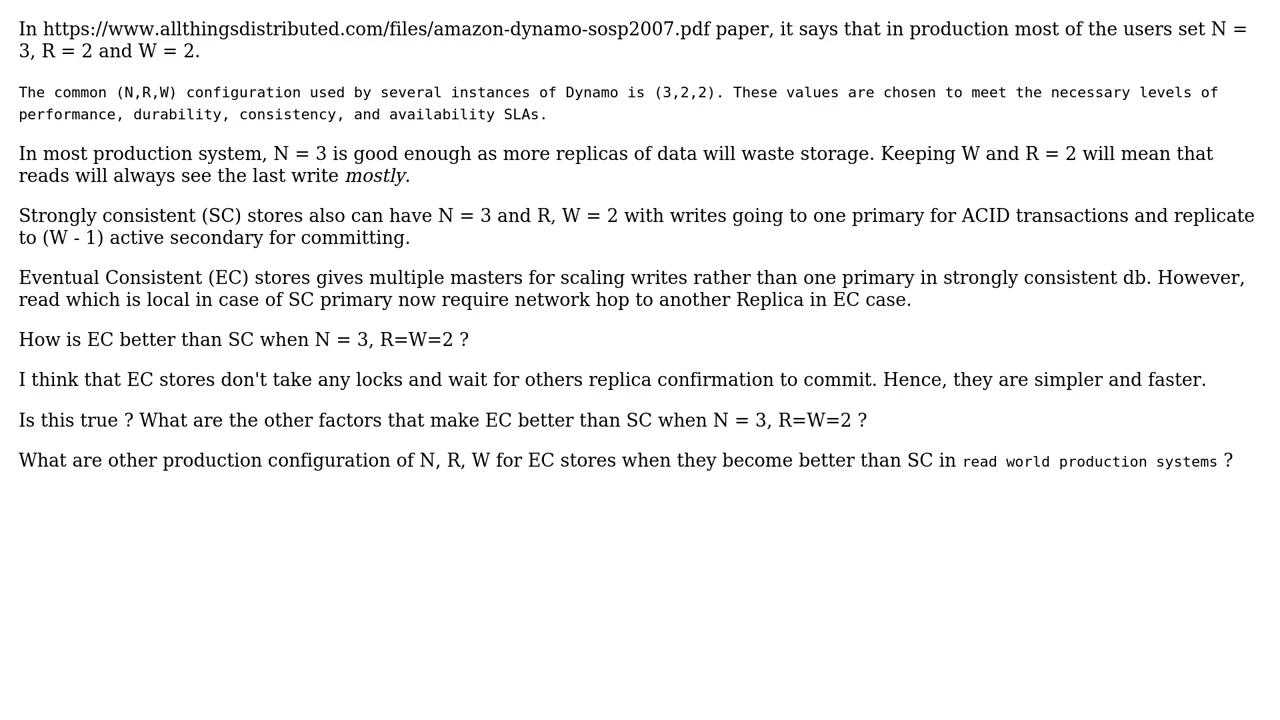 In https://www.allthingsdistributed.com/files/amazon-dynamo-sosp2007.pdf paper, it says that in production most of the users set N =
3, R = 2 and W = 2.
The common (N,R,W) configuration used by several instances of Dynamo is (3,2,2). These values are chosen to meet the necessary levels of
performance, durability, consistency, and availability SLAs.
In most production system, N = 3 is good enough as more replicas of data will waste storage. Keeping W and R = 2 will mean that
reads will always see the last write mostly.
Strongly consistent (SC) stores also can have N = 3 and R, W = 2 with writes going to one primary for ACID transactions and replicate
to (W - 1) active secondary for committing.
Eventual Consistent (EC) stores gives multiple masters for scaling writes rather than one primary in strongly consistent db. However,
read which is local in case of SC primary now require network hop to another Replica in EC case.
How is EC better than SC when N = 3, R=W=2 ?
I think that EC stores don't take any locks and wait for others replica confirmation to commit. Hence, they are simpler and faster.
Is this true ? What are the other factors that make EC better than SC when N = 3, R=W=2 ?
What are other production configuration of N, R, W for EC stores when they become better than SC in read world production systems ?